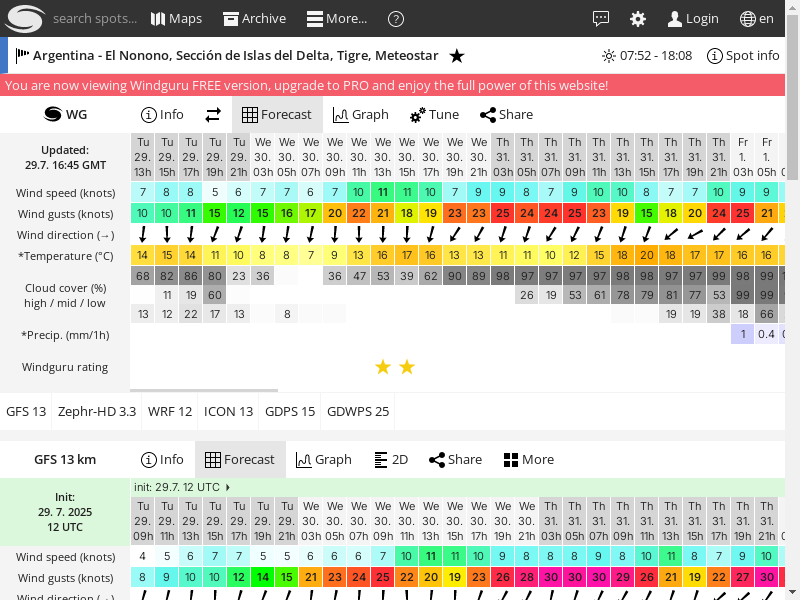 search spots... Maps Archive More... ? Login en
Argentina - El Nonono, Sección de Islas del Delta, Tigre, Meteostar 07:52 - 18:08 Spot info
You are now viewing Windguru FREE version, upgrade to PRO and enjoy the full power of this website!
WG Info Forecast Graph Tune Share
Updated:
29.7. 16:45 GMT
Tu Tu Tu Tu Tu We We We We We We We We We We Th Th Th Th Th Th Th Th Th Th Fr Fr
29. 29. 29. 29. 29. 30. 30. 30. 30. 30. 30. 30. 30. 30. 30. 31. 31. 31. 31. 31. 31. 31. 31. 31. 31. 1. 1.
13h 15h 17h 19h 21h 03h 05h 07h 09h 11h 13h 15h 17h 19h 21h 03h 05h 07h 09h 11h 13h 15h 17h 19h 21h 03h 05h
Wind speed (knots) 7 8 8 5 6 7 7 6 7 10 11 11 10 7 9 9 8 7 9 10 10 8 7 7 10 9 9
Wind gusts (knots) 10 10 11 15 12 15 16 17 20 22 21 18 19 23 23 25 24 24 25 23 19 15 18 20 24 25 21
Wind direction (→)
*Temperature (°C) 14 15 14 11 10 8 8 7 9 13 16 17 16 13 13 11 11 10 12 15 18 20 18 17 17 16 16
Cloud cover (%)
high / mid / low
68 82 86 80 23 36 36 47 53 39 62 90 89 98 97 97 97 97 98 98 97 97 99 98 99
11 19 60 26 19 53 61 78 79 81 77 53 99 99
13 12 22 17 13 8 19 19 38 18 66
*Precip. (mm/1h) 1 0.4
Windguru rating
GFS 13 Zephr-HD 3.3 WRF 12 ICON 13 GDPS 15 GDWPS 25
GFS 13 km Info Forecast Graph 2D Share More
Init:
29. 7. 2025
12 UTC
init: 29.7. 12 UTC
Tu Tu Tu Tu Tu Tu Tu We We We We We We We We We We Th Th Th Th Th Th Th Th Th Th
29. 29. 29. 29. 29. 29. 29. 30. 30. 30. 30. 30. 30. 30. 30. 30. 30. 31. 31. 31. 31. 31. 31. 31. 31. 31. 31.
09h 11h 13h 15h 17h 19h 21h 03h 05h 07h 09h 11h 13h 15h 17h 19h 21h 03h 05h 07h 09h 11h 13h 15h 17h 19h 21h
Wind speed (knots) 4 5 6 7 7 5 5 6 6 6 7 10 11 11 10 9 8 8 8 9 8 10 11 8 7 9 10
Wind gusts (knots) 8 9 10 10 12 14 15 21 23 24 25 22 20 19 23 26 28 30 30 30 29 26 21 19 22 27 30
Wind direction (→)